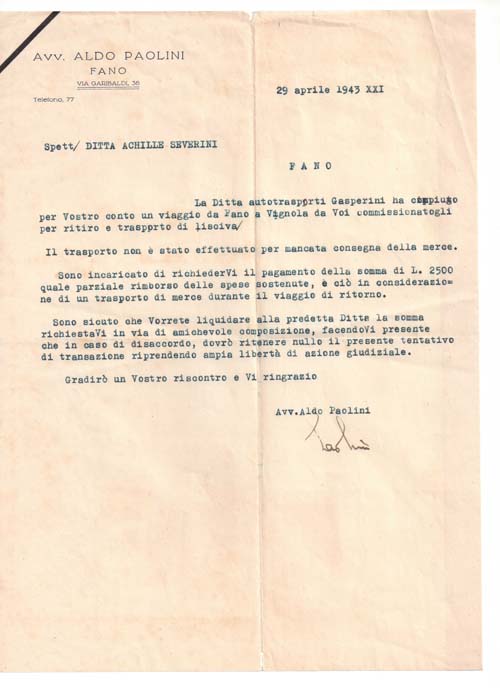 AVV. ALDO PAOLINI
FANO
VIA GARIBALDI, 36
Telefono, 77
29 aprile 1943 XXI
Spett/ DITTA ACHILLE SEVERINI
FANO
La Ditta autotrasporti Gasperini ha compiuto
per Vostro conto un viaggio da Fano a Vignola da Voi commissionatogli
per ritiro e trasporto di lisciva/
Il trasporto non è stato effettuato per mancata consegna della merce.
Sono incaricato di richiederVi il pagamento della somma di L. 2500
quale parziale rimborso delle spese sostenute, e ciò in considerazio=
ne di un trasporto di merce durante il viaggio di ritorno.
Sono sicuto che Vorrete liquidare alla predetta Ditta la somma
richiestaVi in via di amichevole composizione, facendoVi presente
che in caso di disaccordo, dovrò ritenere nullo il presente tentativo
di transazione riprendendo ampia libertà di azione giudiziale.
Gradirò un Vostro riscontro e Vi ringrazio
Avv.Aldo Paolini
Paolini